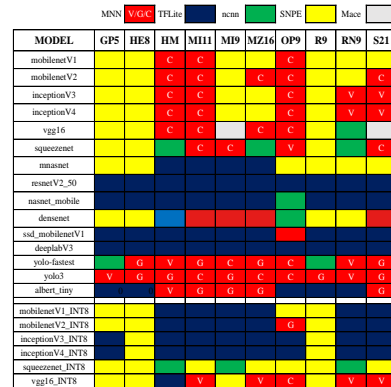 MNN V/G/C TFLite ncnn SNPE Mace
MODEL GP5 HE8 HM MI11 MI9 MZ16 OP9 R9 RN9 S21
mobilenetV1 C C C
mobilenetV2 C C C C C
inceptionV3 C C C V V
inceptionV4 C C C V V
vgg16 C C C C
squeezenet C C V C
mnasnet
resnetV2_50
nasnet_mobile
densenet
ssd_mobilenetV1
deeplabV3
yolo-fastest G V G C G C V G
yolo3 V G G C G C C G V G
albert_tiny V G G G G
mobilenetV1_INT8
mobilenetV2_INT8 G
inceptionV3_INT8
inceptionV4_INT8
squeezenet_INT8
vgg16_INT8 V V C V V